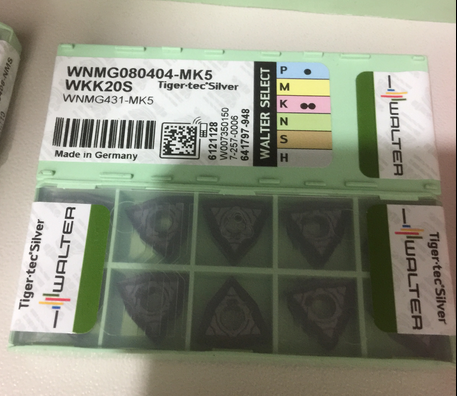 WNMG080404-MK5
WKK20S Tiger·tec®Silver
WNMG431-MK5
Made in Germany
6121128
W007350150
7-257-0006
641797-948
WALTER SELECT
P
M
K
N
S
H
WALTER
Tiger·tec®Silver
WALTER
Tiger·tec®Silver
WALTER